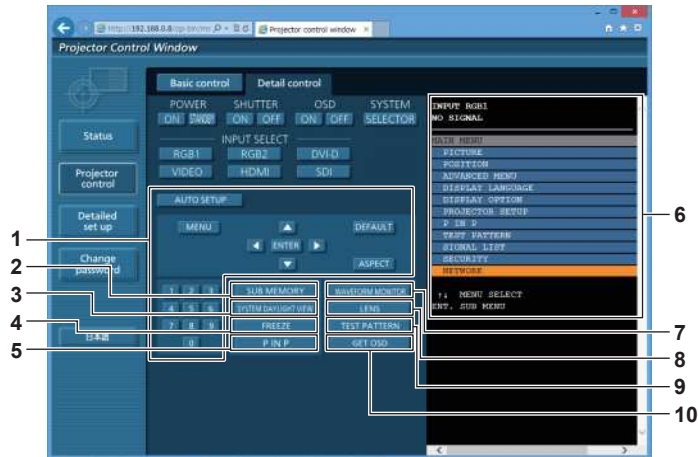 http://192.168.0.8/cgi-bin/mr
Projector control window
Projector Control Window
Basic control
Detail control
POWER
SHUTTER
OSD
SYSTEM
ON
STANDBY
ON
OFF
ON
OFF
SELECTOR
INPUT SELECT
RGB1
RGB2
DVI-D
VIDEO
HDMI
SDI
AUTO SETUP
MENU
DEFAULT
ENTER
ASPECT
1 2 3
SUB MEMORY
WAVEFORM MONITOR
4 5 6
SYSTEM DAYLIGHT VIEW
LENS
7 8 9
FREEZE
TEST PATTERN
0
P IN P
GET OSD
Status
Projector
control
Detailed
set up
Change
password
日本語
INPUT RGB1
NO SIGNAL
MAIN MENU
PICTURE
POSITION
ADVANCED MENU
DISPLAY LANGUAGE
DISPLAY OPTION
PROJECTOR SETUP
P IN P
TEST PATTERN
SIGNAL LIST
SECURITY
NETWORK
↑↓ MENU SELECT
ENT. SUB MENU
1
2
3
4
5
6
7
8
9
10